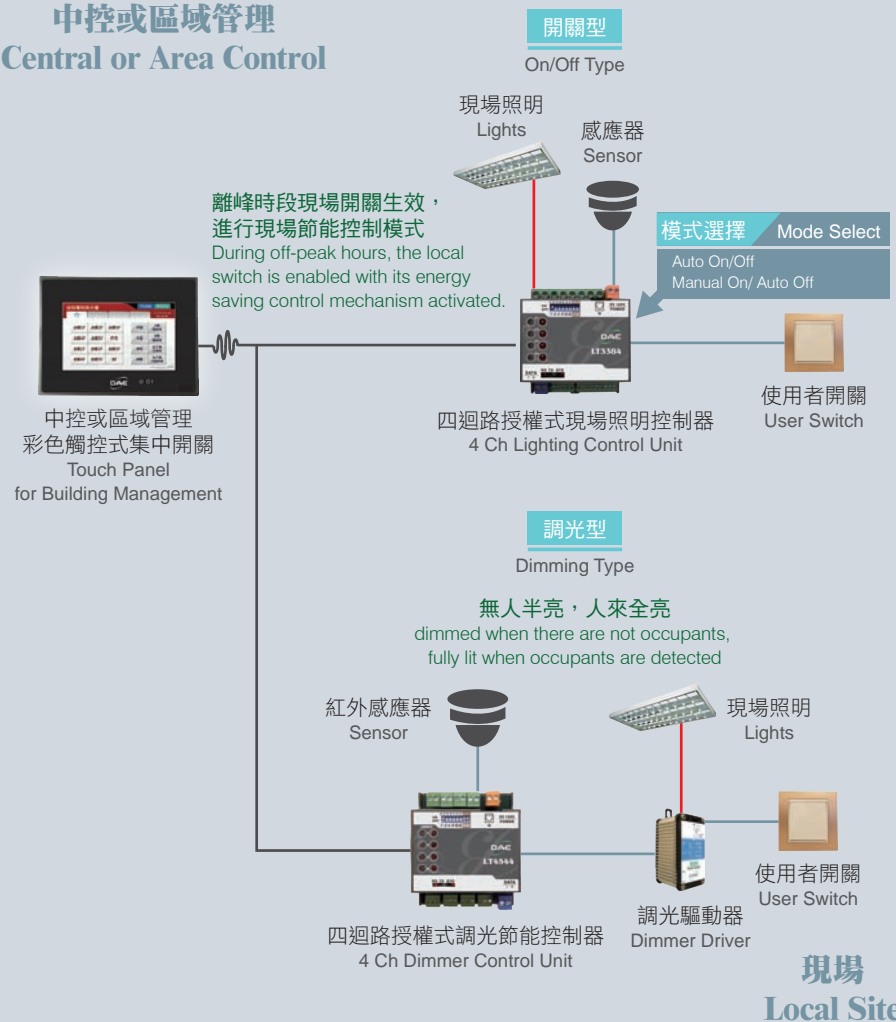 中控或區域管理
Central or Area Control
開關型
On/Off Type
現場照明
Lights
感應器
Sensor
離峰時段現場開關生效，
進行現場節能控制模式
During off-peak hours, the local
switch is enabled with its energy
saving control mechanism activated.
模式選擇 Mode Select
Auto On/Off
Manual On/ Auto Off
DAE
LT3384
DATA
DAE
中控或區域管理
彩色觸控式集中開關
Touch Panel
for Building Management
四迴路授權式現場照明控制器
4 Ch Lighting Control Unit
使用者開關
User Switch
調光型
Dimming Type
無人半亮，人來全亮
dimmed when there are not occupants,
fully lit when occupants are detected
紅外感應器
Sensor
現場照明
Lights
DAE
LT4544
DATA
四迴路授權式調光節能控制器
4 Ch Dimmer Control Unit
調光驅動器
Dimmer Driver
使用者開關
User Switch
現場
Local Site